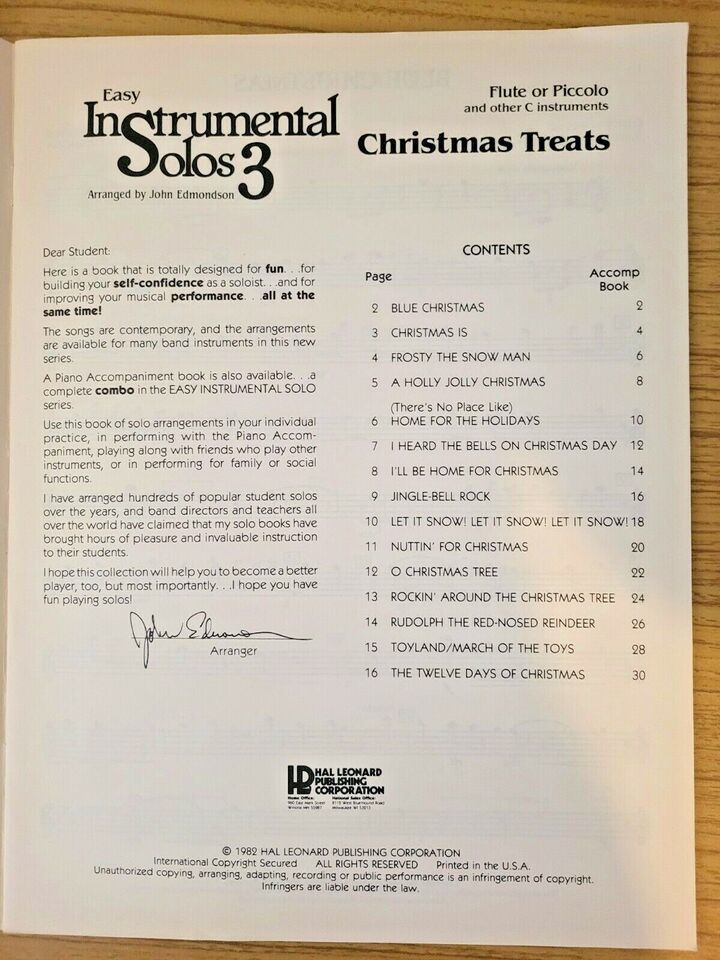 Easy
Instrumental
Solos 3
Arranged by John Edmondson
Flute or Piccolo
and other C instruments
Christmas Treats
Dear Student:
Here is a book that is totally designed for fun. . .for
building your self-confidence as a soloist. . .and for
improving your musical performance. . .all at the
same time!
The songs are contemporary, and the arrangements
are available for many band instruments in this new
series.
A Piano Accompaniment book is also available. . .a
complete combo in the EASY INSTRUMENTAL SOLO
series.
Use this book of solo arrangements in your individual
practice, in performing with the Piano Accom-
paniment, playing along with friends who play other
instruments, or in performing for family or social
functions.
I have arranged hundreds of popular student solos
over the years, and band directors and teachers all
over the world have claimed that my solo books have
brought hours of pleasure and invaluable instruction
to their students.
I hope this collection will help you to become a better
player, too, but most importantly. . .I hope you have
fun playing solos!
Arranger
CONTENTS
Page Accomp
Book
2 BLUE CHRISTMAS 2
3 CHRISTMAS IS 4
4 FROSTY THE SNOW MAN 6
5 A HOLLY JOLLY CHRISTMAS 8
(There's No Place Like)
6 HOME FOR THE HOLIDAYS 10
7 I HEARD THE BELLS ON CHRISTMAS DAY 12
8 I'LL BE HOME FOR CHRISTMAS 14
9 JINGLE-BELL ROCK 16
10 LET IT SNOW! LET IT SNOW! LET IT SNOW! 18
11 NUTTIN' FOR CHRISTMAS 20
12 O CHRISTMAS TREE 22
13 ROCKIN' AROUND THE CHRISTMAS TREE 24
14 RUDOLPH THE RED-NOSED REINDEER 26
15 TOYLAND/MARCH OF THE TOYS 28
16 THE TWELVE DAYS OF CHRISTMAS 30
HL HAL LEONARD
PUBLISHING
CORPORATION
Home Office: National Sales Office:
© 1982 HAL LEONARD PUBLISHING CORPORATION
International Copyright Secured ALL RIGHTS RESERVED Printed in the U.S.A.
Unauthorized copying, arranging, adapting, recording or public performance is an infringement of copyright.
Infringers are liable under the law.